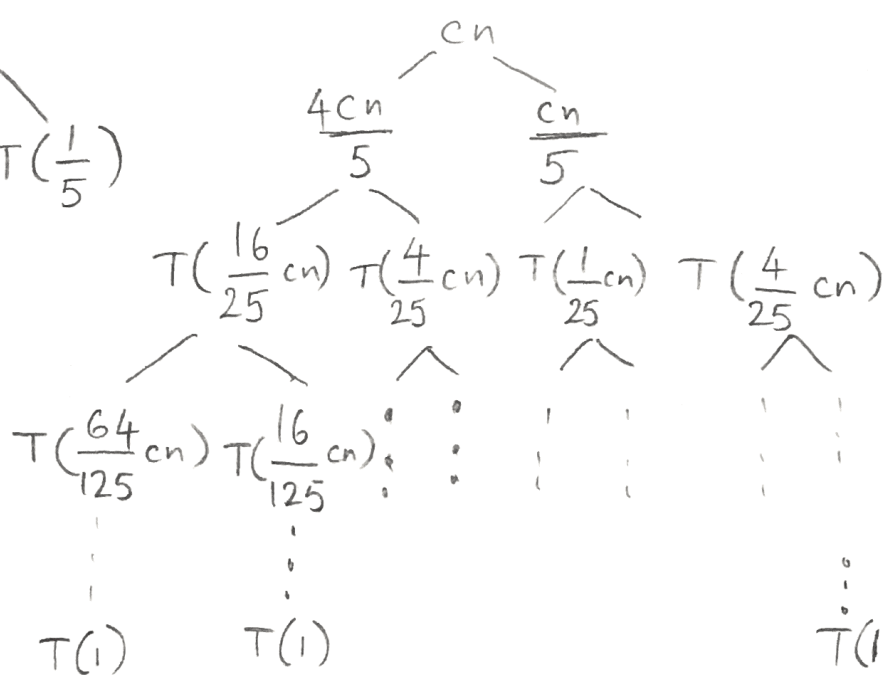 cn
4cn/5 cn/5
T(1/5)
T(16/25 cn) T(4/25 cn) T(1/25 cn) T(4/25 cn)
T(64/125 cn) T(16/125 cn)
T(1) T(1) T(1